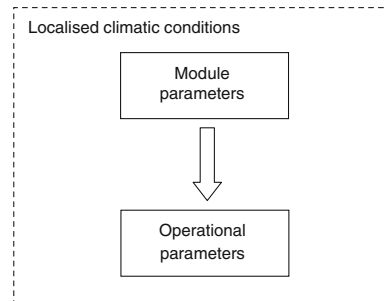 Localised climatic conditions
Module
parameters
Operational
parameters